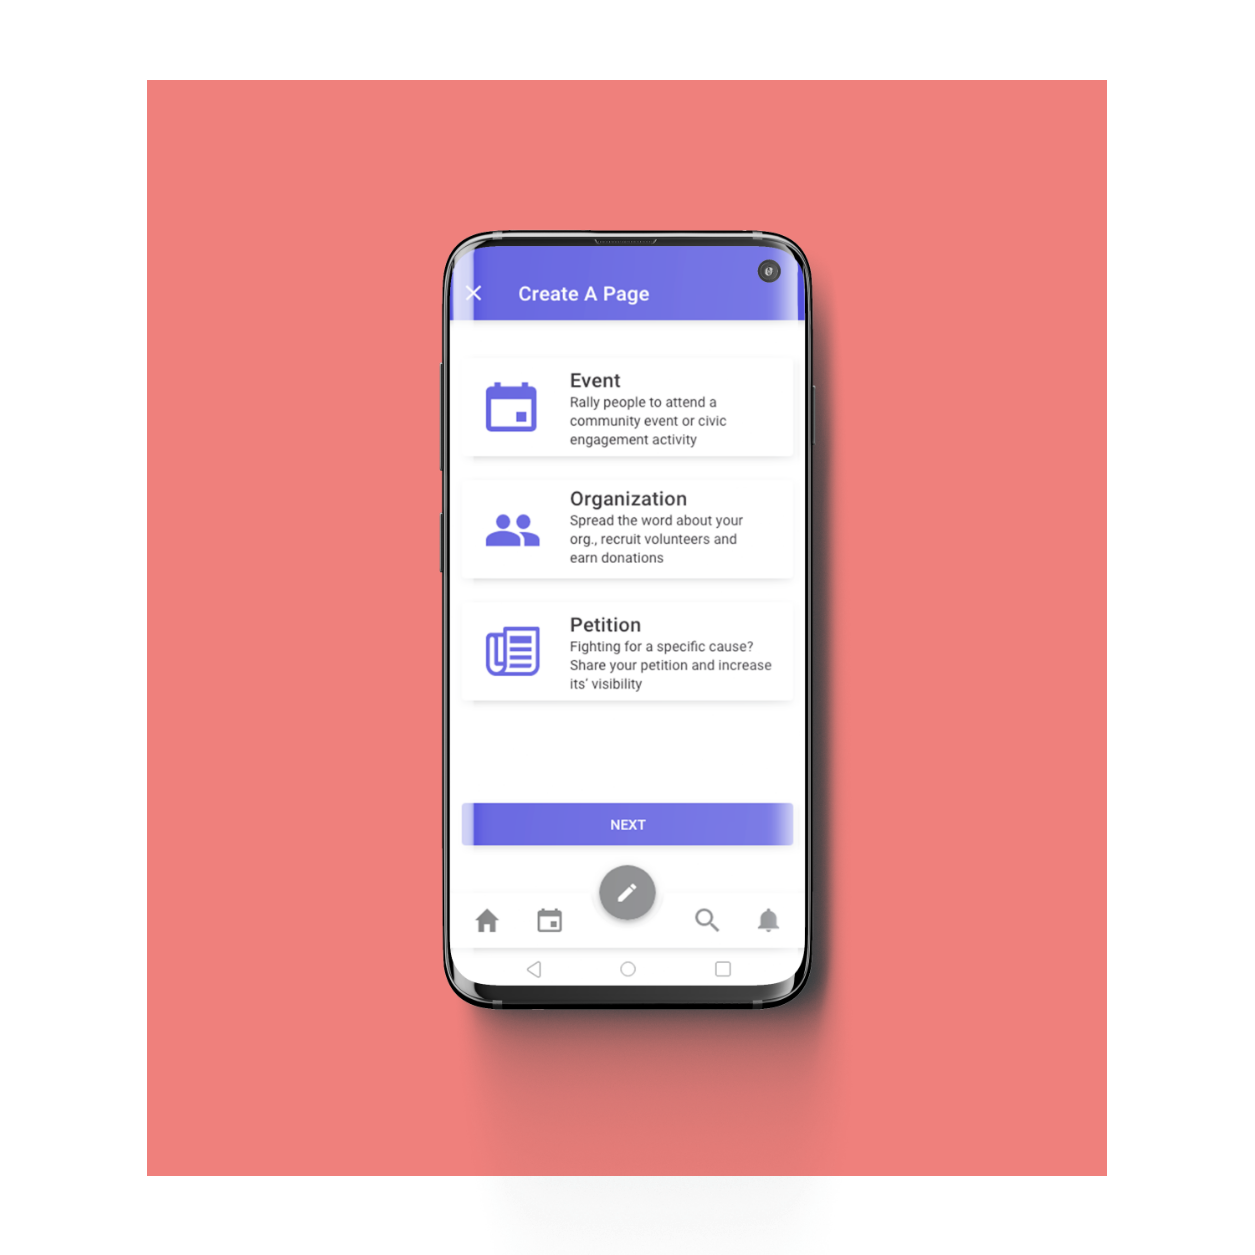 Create A Page
Event
Rally people to attend a
community event or civic
engagement activity
Organization
Spread the word about your
org., recruit volunteers and
earn donations
Petition
Fighting for a specific cause?
Share your petition and increase
its' visibility
NEXT